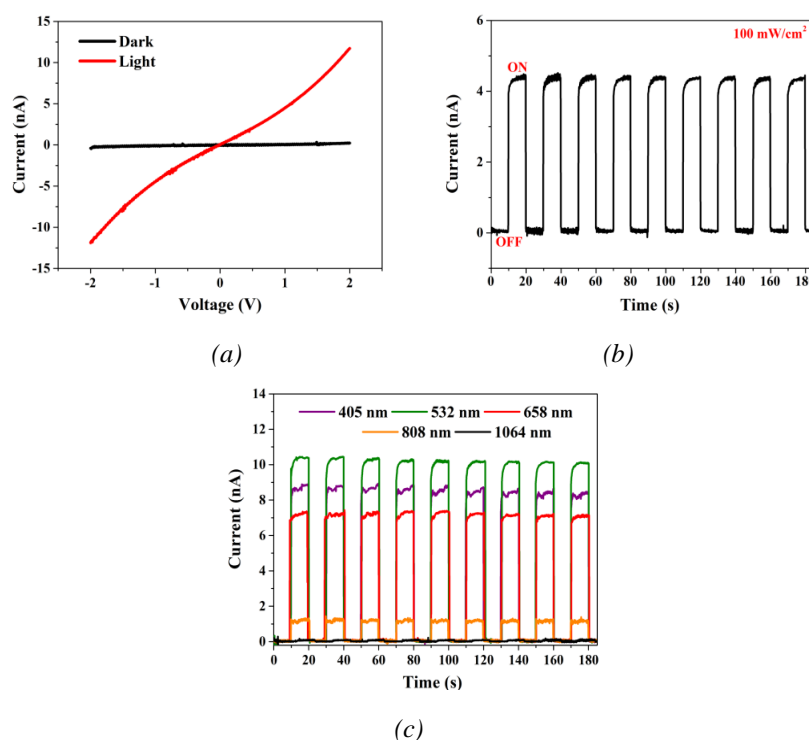 15
10
5
0
-5
-10
-15
Current (nA)
Dark
Light
-2
-1
0
1
2
Voltage (V)
(a)
6
4
2
0
Current (nA)
100 mW/cm²
ON
OFF
0 20 40 60 80 100 120 140 160 180
Time (s)
(b)
14
12
10
8
6
4
2
0
Current (nA)
405 nm 532 nm 658 nm
808 nm 1064 nm
0 20 40 60 80 100 120 140 160 180
Time (s)
(c)